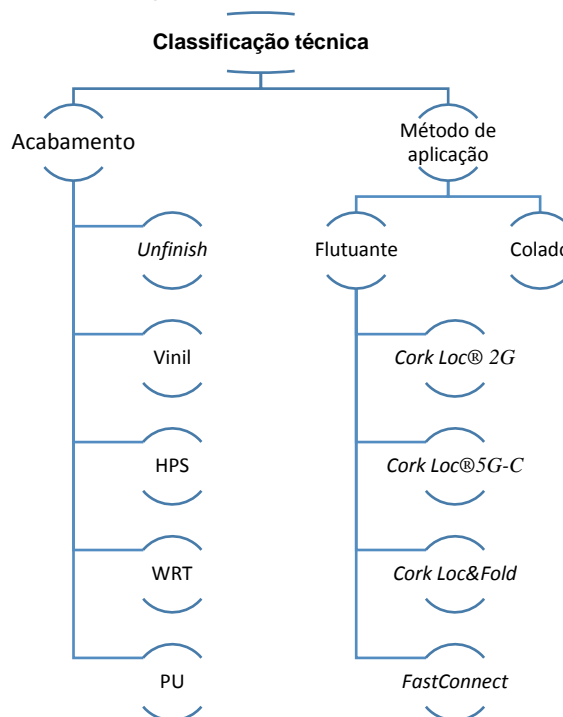 Classificação técnica
Acabamento
Método de
aplicação
Unfinish
Vinil
HPS
WRT
PU
Flutuante
Colado
Cork Loc® 2G
Cork Loc®5G-C
Cork Loc&Fold
FastConnect